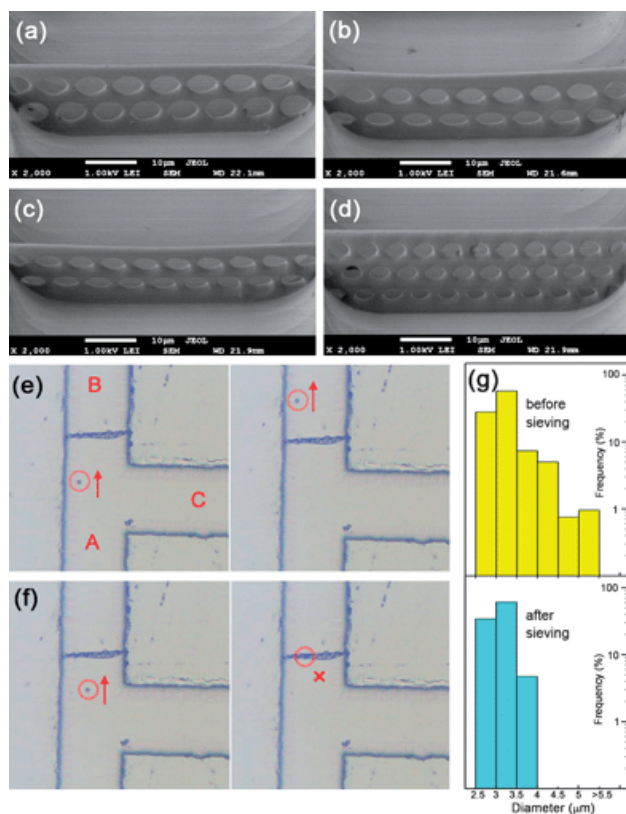 (a)
X 2,000 1.00kV LEI SEM 10μm JEOL WD 22.1mm
(b)
X 2,000 1.00kV LEI SEM 10μm JEOL WD 21.6mm
(c)
X 2,000 1.00kV LEI SEM 10μm JEOL WD 21.9mm
(d)
X 2,000 1.00kV LEI SEM 10μm JEOL WD 21.9mm
(e)
B
C
A
(f)
×
(g)
before
sieving
100
10
1
Frequency (%)
after
sieving
100
10
1
Frequency (%)
2.5 3 3.5 4 4.5 5 >5.5
Diameter (μm)